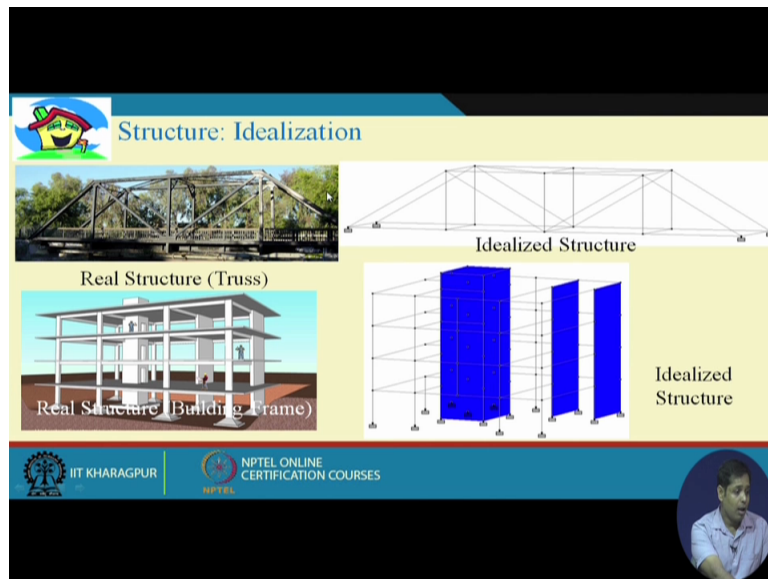 Structure: Idealization
Idealized Structure
Real Structure (Truss)
Real Structure (Building Frame)
Idealized
Structure
IIT KHARAGPUR
NPTEL
NPTEL ONLINE
CERTIFICATION COURSES